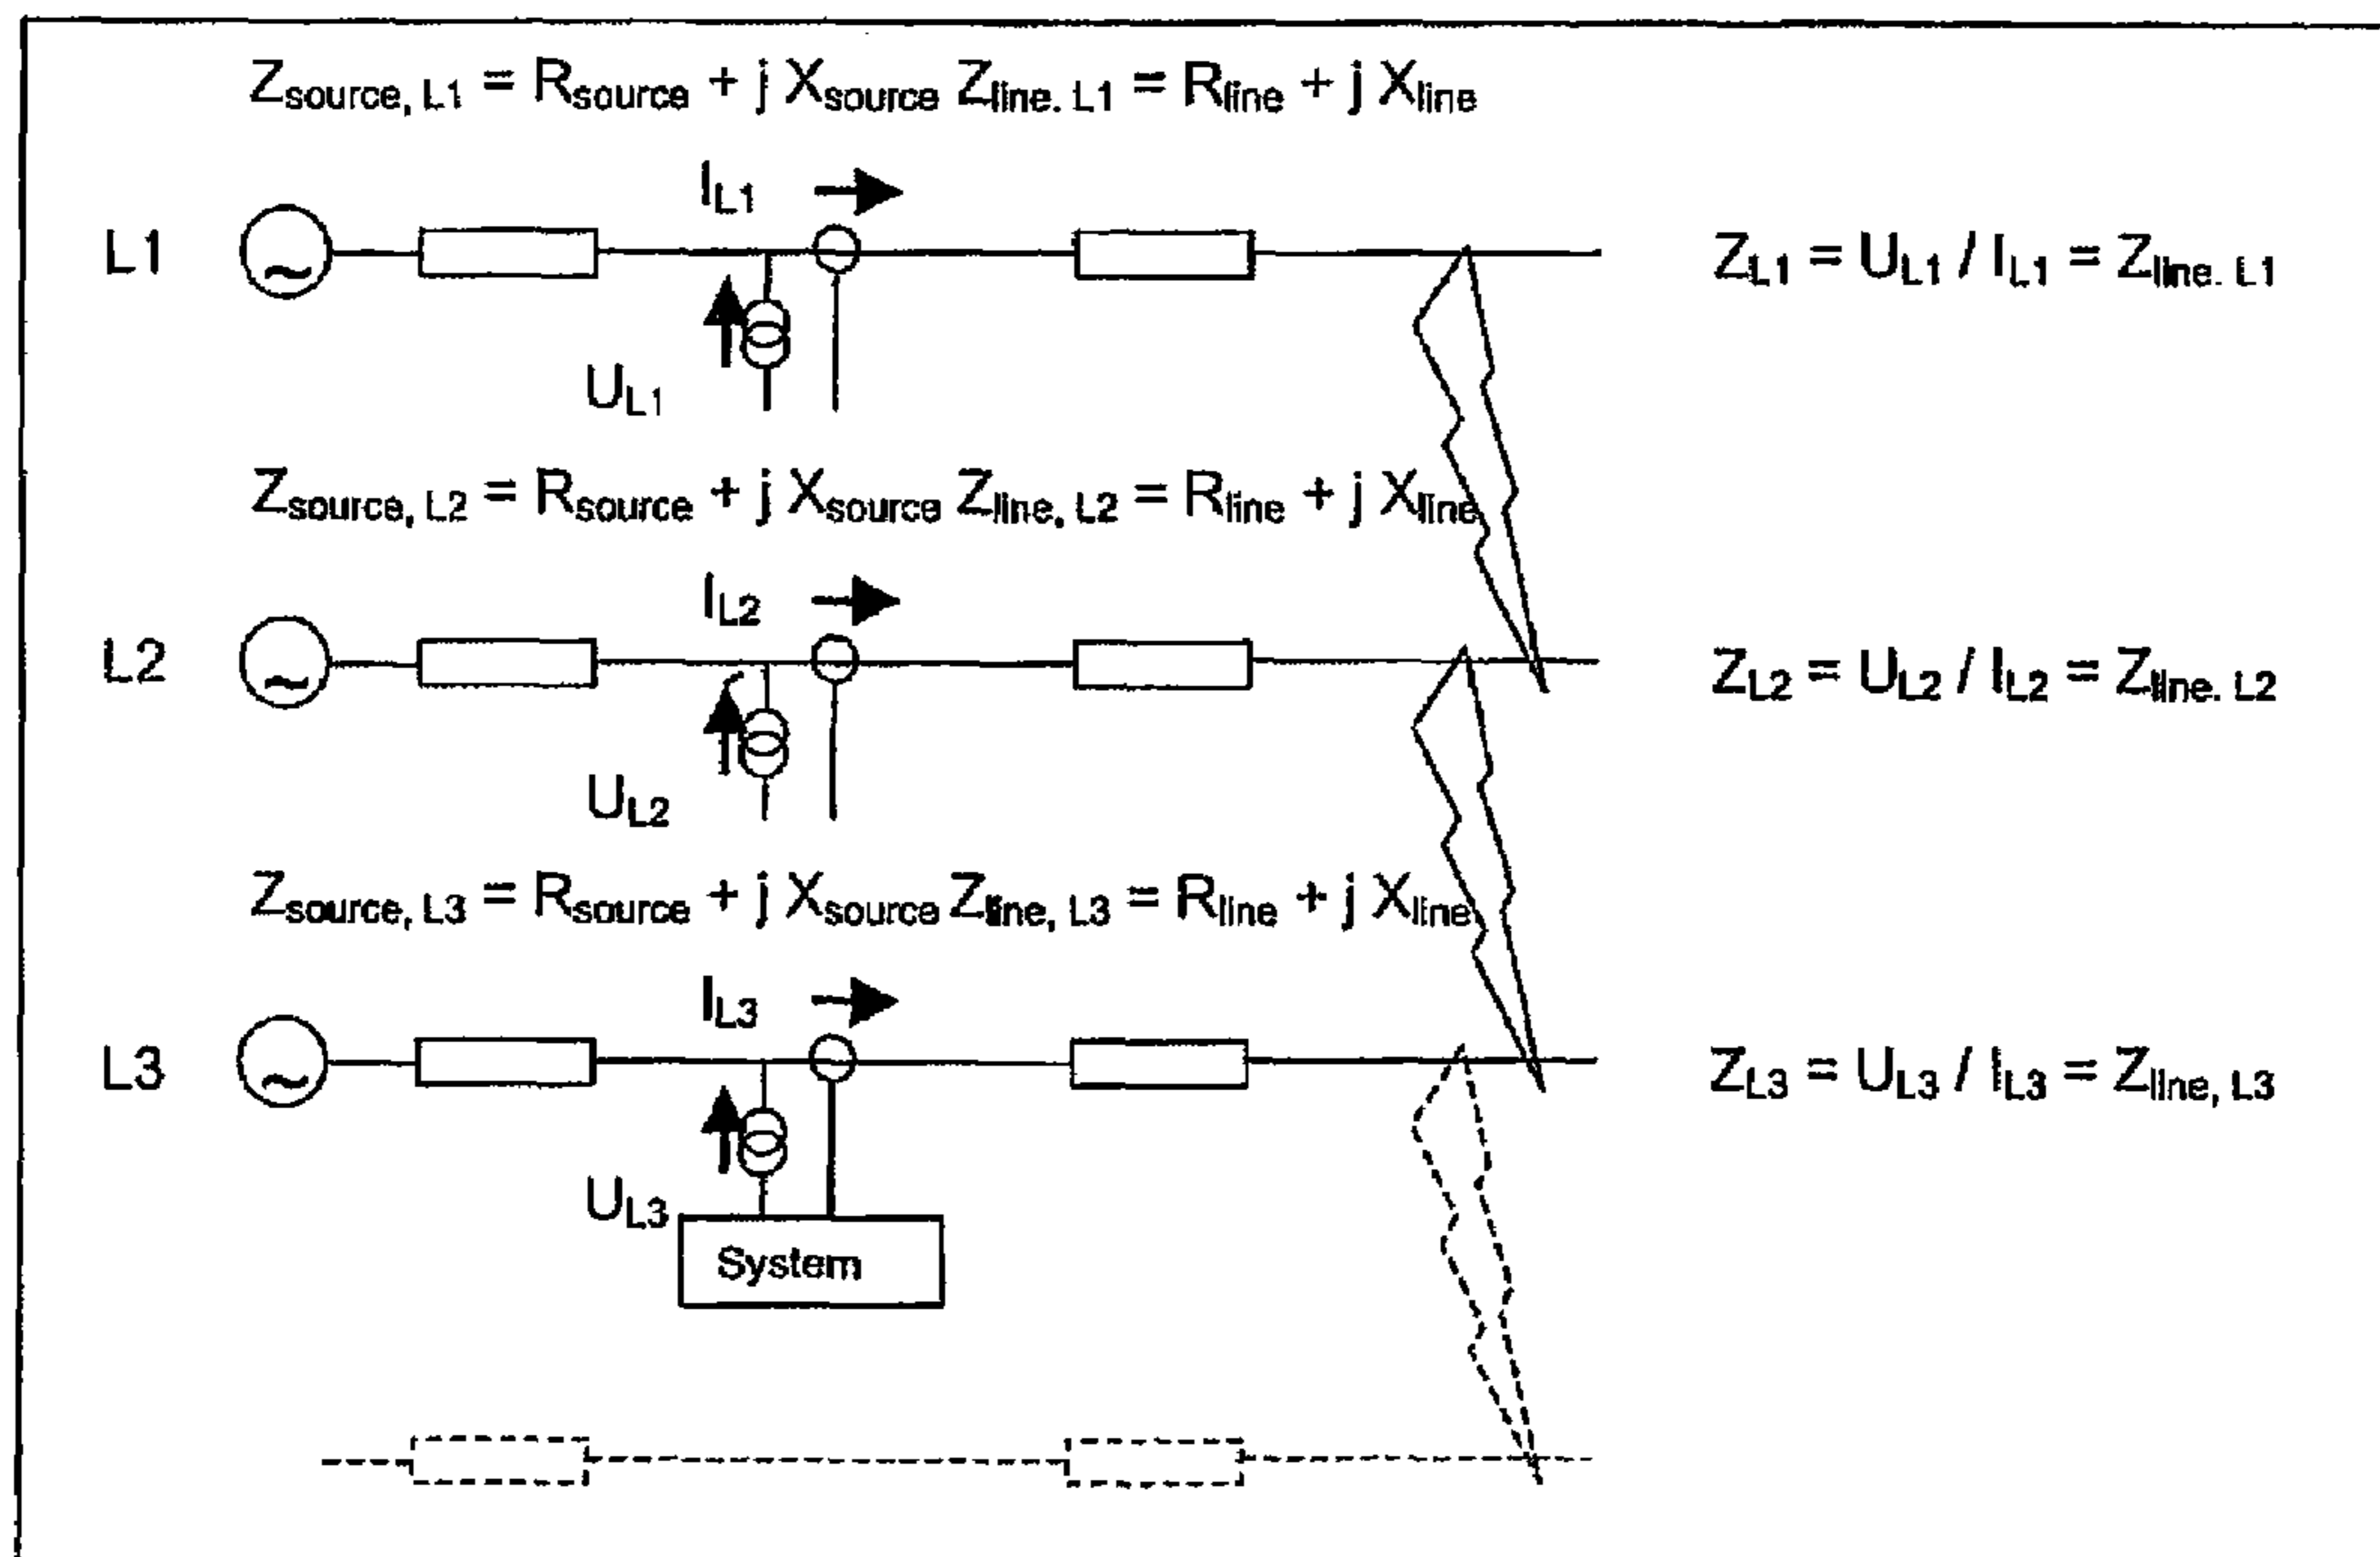 Zsource, L1 = Rsource + j Xsource Zline. L1 = Rline + j Xline
IL1
L1
ZL1 = UL1 / IL1 = Zline. L1
UL1
Zsource, L2 = Rsource + j Xsource Zline, L2 = Rline + j Xline
IL2
L2
ZL2 = UL2 / IL2 = Zline. L2
UL2
Zsource, L3 = Rsource + j Xsource Zline, L3 = Rline + j Xline
IL3
L3
ZL3 = UL3 / IL3 = Zline, L3
UL3
System